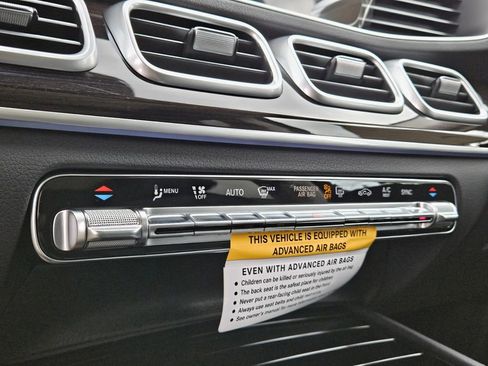 MENU
OFF
AUTO
MAX
PASSENGER
AIR BAG
OFF
A/C
SYNC
THIS VEHICLE IS EQUIPPED WITH
ADVANCED AIR BAGS
EVEN WITH ADVANCED AIR BAGS
• Children can be killed or seriously injured by the air bag
• The back seat is the safest place for children
• Never put a rear-facing child seat in the front
• Always use seat belts and child restraints
• See owner's manual for more information